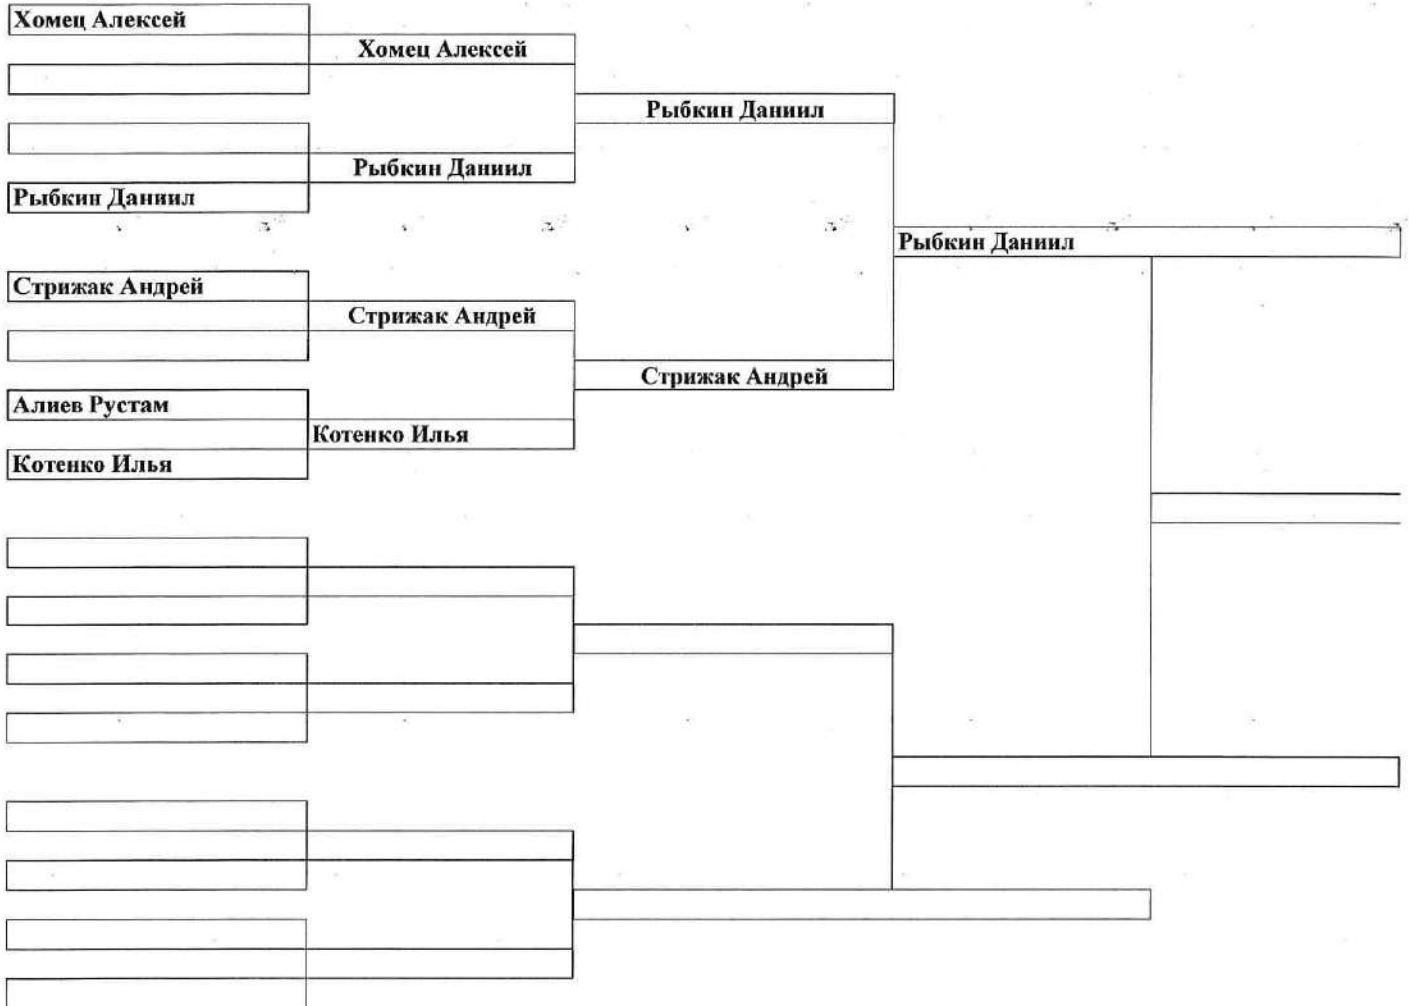 Хомец Алексей
Хомец Алексей
Рыбкин Даниил
Рыбкин Даниил
Рыбкин Даниил
Рыбкин Даниил
Стрижак Андрей
Стрижак Андрей
Стрижак Андрей
Алиев Рустам
Котенко Илья
Котенко Илья